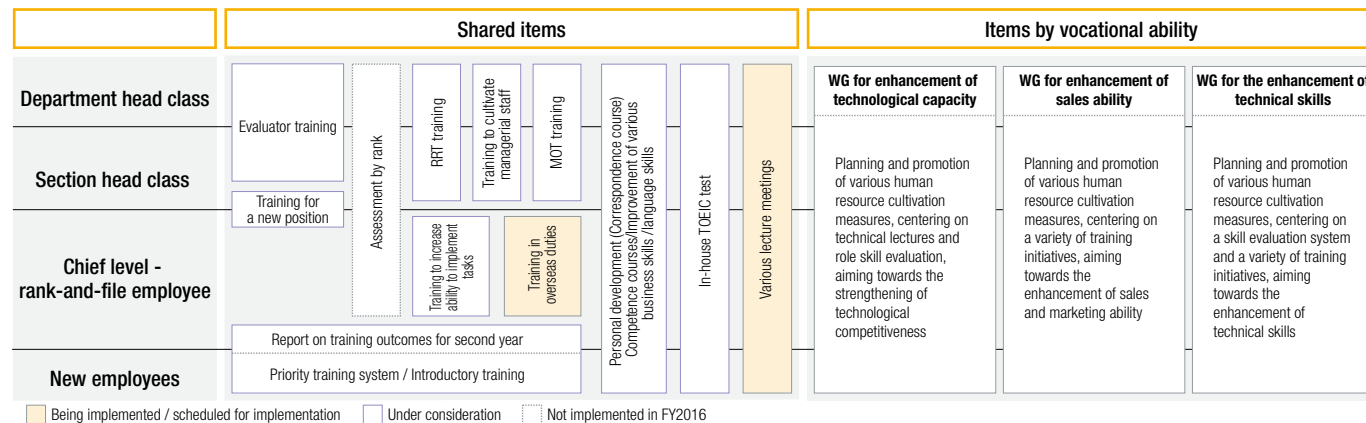 Shared items
Items by vocational ability
Department head class
Section head class
Chief level -
rank-and-file employee
New employees
Evaluator training
Training for
a new position
Assessment by rank
RRT training
Training to cultivate
managerial staff
MOT training
Training to increase
ability to implement
tasks
Training in
overseas duties
Report on training outcomes for second year
Priority training system / Introductory training
Personal development (Correspondence course)
Competence courses/Improvement of various
business skills /language skills
In-house TOEIC test
Various lecture meetings
WG for enhancement of
technological capacity
Planning and promotion
of various human
resource cultivation
measures, centering on
technical lectures and
role skill evaluation,
aiming towards the
strengthening of
technological
competitiveness
WG for enhancement of
sales ability
Planning and promotion
of various human
resource cultivation
measures, centering on
a variety of training
initiatives, aiming
towards the
enhancement of sales
and marketing ability
WG for the enhancement of
technical skills
Planning and promotion
of various human
resource cultivation
measures, centering on
a skill evaluation system
and a variety of training
initiatives, aiming
towards the
enhancement of
technical skills
Being implemented / scheduled for implementation
Under consideration
Not implemented in FY2016